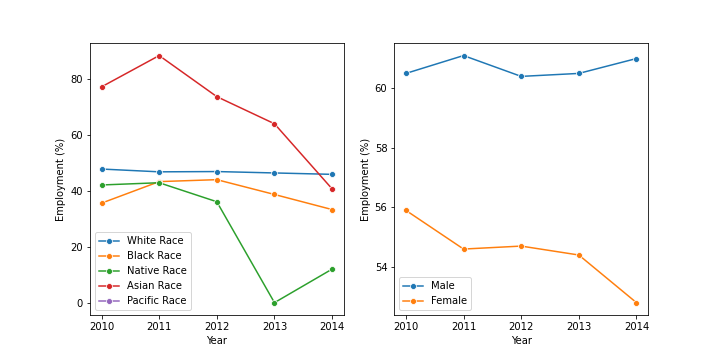 80
60
40
20
0
Employment (%)
White Race
Black Race
Native Race
Asian Race
Pacific Race
2010 2011 2012 2013 2014
Year
60
58
56
54
Employment (%)
Male
Female
2010 2011 2012 2013 2014
Year